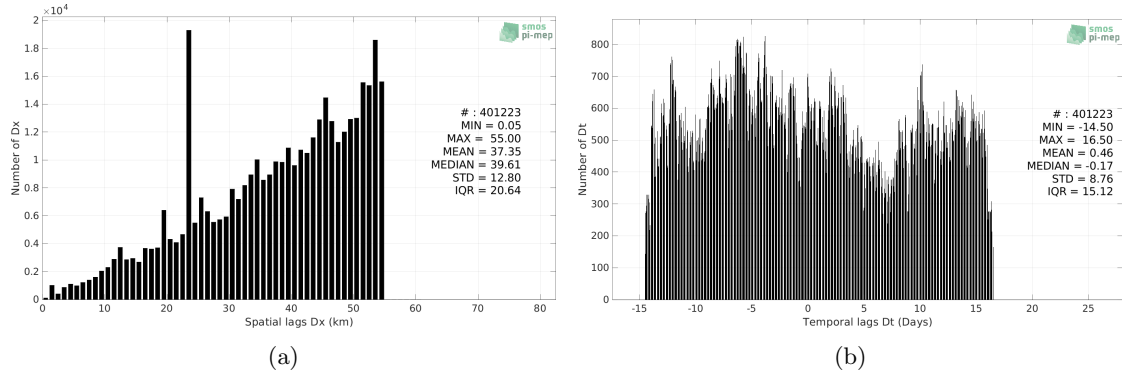 ×10⁴
2
1.8
1.6
1.4
1.2
1
0.8
0.6
0.4
0.2
0
Number of Dx
0 10 20 30 40 50 60 70 80
Spatial lags Dx (km)
smos
pi-mep
# : 401223
MIN = 0.05
MAX = 55.00
MEAN = 37.35
MEDIAN = 39.61
STD = 12.80
IQR = 20.64
(a)
800
700
600
500
400
300
200
100
0
Number of Dt
-15 -10 -5 0 5 10 15 20 25
Temporal lags Dt (Days)
smos
pi-mep
# : 401223
MIN = -14.50
MAX = 16.50
MEAN = 0.46
MEDIAN = -0.17
STD = 8.76
IQR = 15.12
(b)